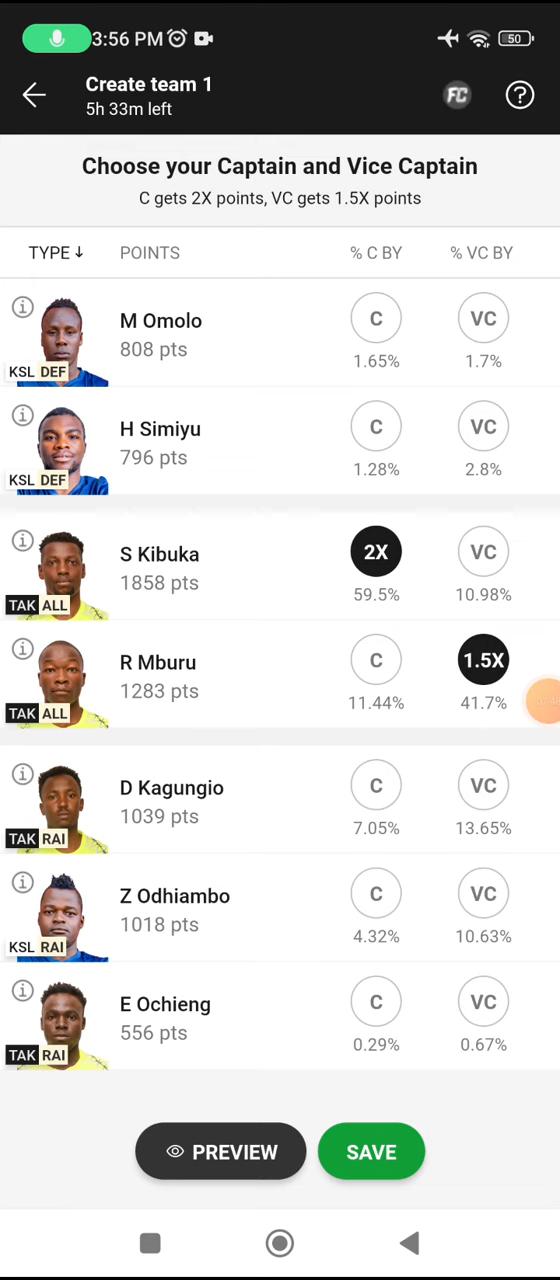 3:56 PM
50
Create team 1
5h 33m left
FC
?
Choose your Captain and Vice Captain
C gets 2X points, VC gets 1.5X points
TYPE↓ POINTS % C BY % VC BY
M Omolo
808 pts
C VC
1.65% 1.7%
KSL DEF
H Simiyu
796 pts
C VC
1.28% 2.8%
KSL DEF
S Kibuka
1858 pts
2X VC
59.5% 10.98%
TAK ALL
R Mburu
1283 pts
C 1.5X
11.44% 41.7%
TAK ALL
D Kagungio
1039 pts
C VC
7.05% 13.65%
TAK RAI
Z Odhiambo
1018 pts
C VC
4.32% 10.63%
KSL RAI
E Ochieng
556 pts
C VC
0.29% 0.67%
TAK RAI
PREVIEW SAVE